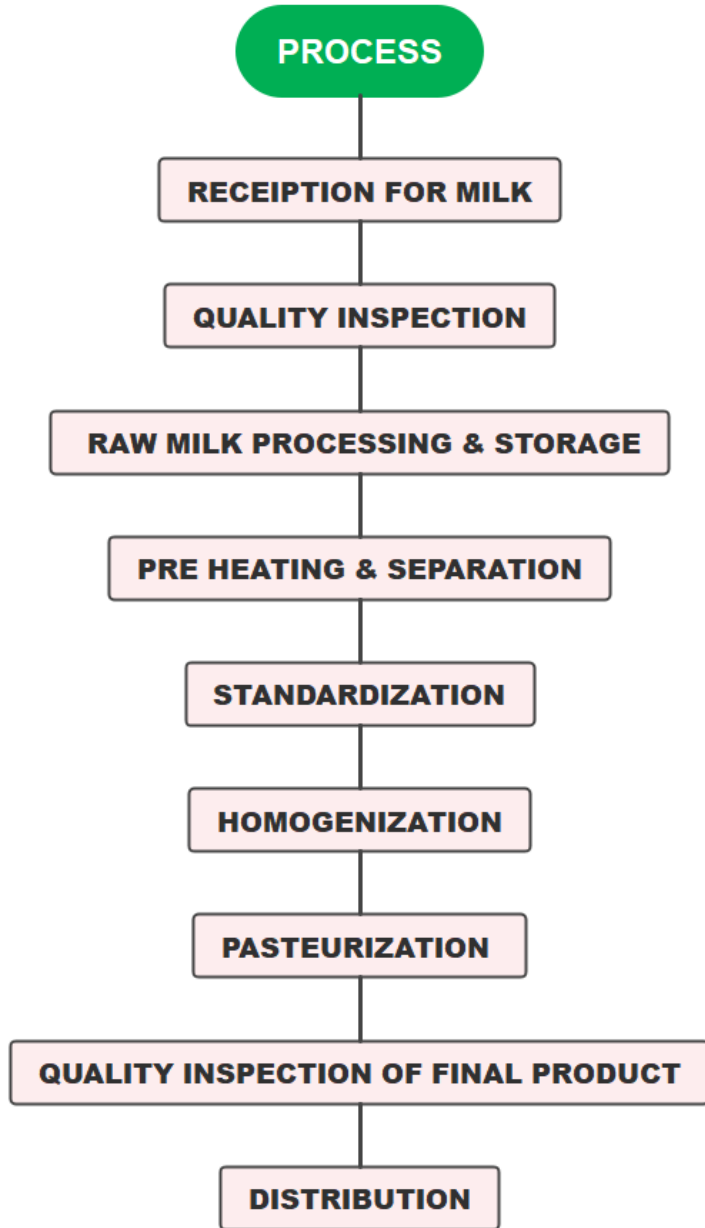 PROCESS
RECEIPTION FOR MILK
QUALITY INSPECTION
RAW MILK PROCESSING & STORAGE
PRE HEATING & SEPARATION
STANDARDIZATION
HOMOGENIZATION
PASTEURIZATION
QUALITY INSPECTION OF FINAL PRODUCT
DISTRIBUTION